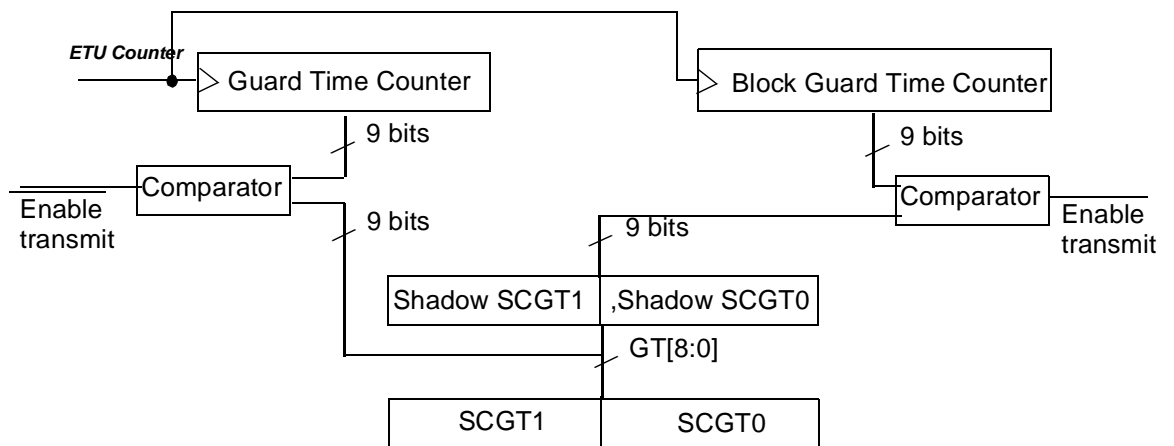 ETU Counter
Guard Time Counter
Block Guard Time Counter
9 bits
9 bits
Comparator
Comparator
Enable
transmit
9 bits
9 bits
Enable
transmit
Shadow SCGT1
,Shadow SCGT0
GT[8:0]
SCGT1
SCGT0